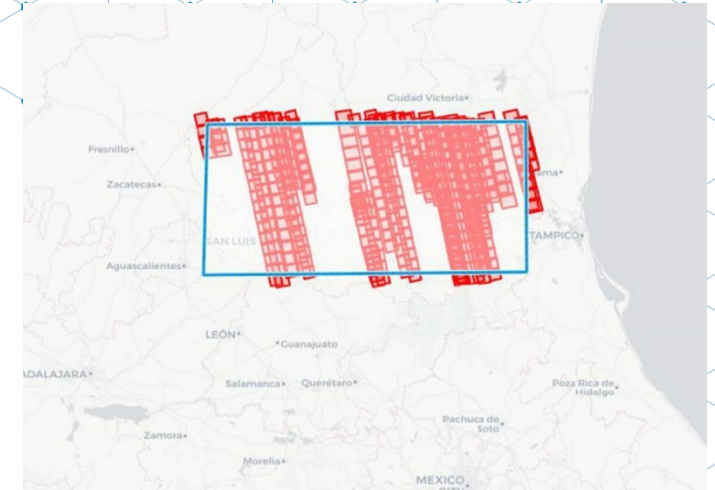 Ciudad Victoria
Fresnillo
Zacatecas
ama
SAN LUIS
TAMPICO
Aguascalientes
LEÓN
Guanajuato
ADALAJARA
Salamanca
Querétaro
Poza Rica de
Hidalgo
Pachuca de
Soto
Zamora
Morelia
MEXICO
CITY